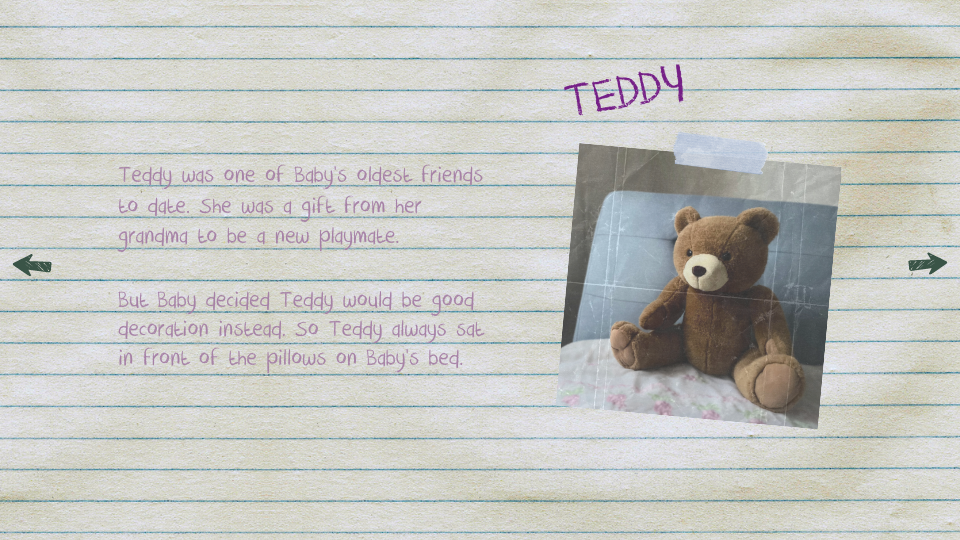 TEDDY
Teddy was one of Baby's oldest friends
to date. She was a gift from her
grandma to be a new playmate.
But Baby decided Teddy would be good
decoration instead. So Teddy always sat
in front of the pillows on Baby's bed.